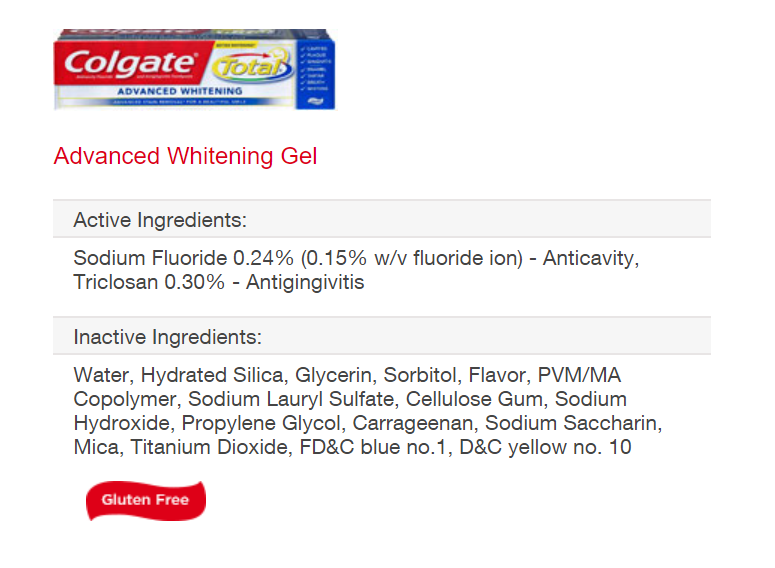 Colgate®
Total
ADVANCED WHITENING
Advanced Whitening Gel
Active Ingredients:
Sodium Fluoride 0.24% (0.15% w/v fluoride ion) - Anticavity,
Triclosan 0.30% - Antigingivitis
Inactive Ingredients:
Water, Hydrated Silica, Glycerin, Sorbitol, Flavor, PVM/MA
Copolymer, Sodium Lauryl Sulfate, Cellulose Gum, Sodium
Hydroxide, Propylene Glycol, Carrageenan, Sodium Saccharin,
Mica, Titanium Dioxide, FD&C blue no.1, D&C yellow no. 10
Gluten Free